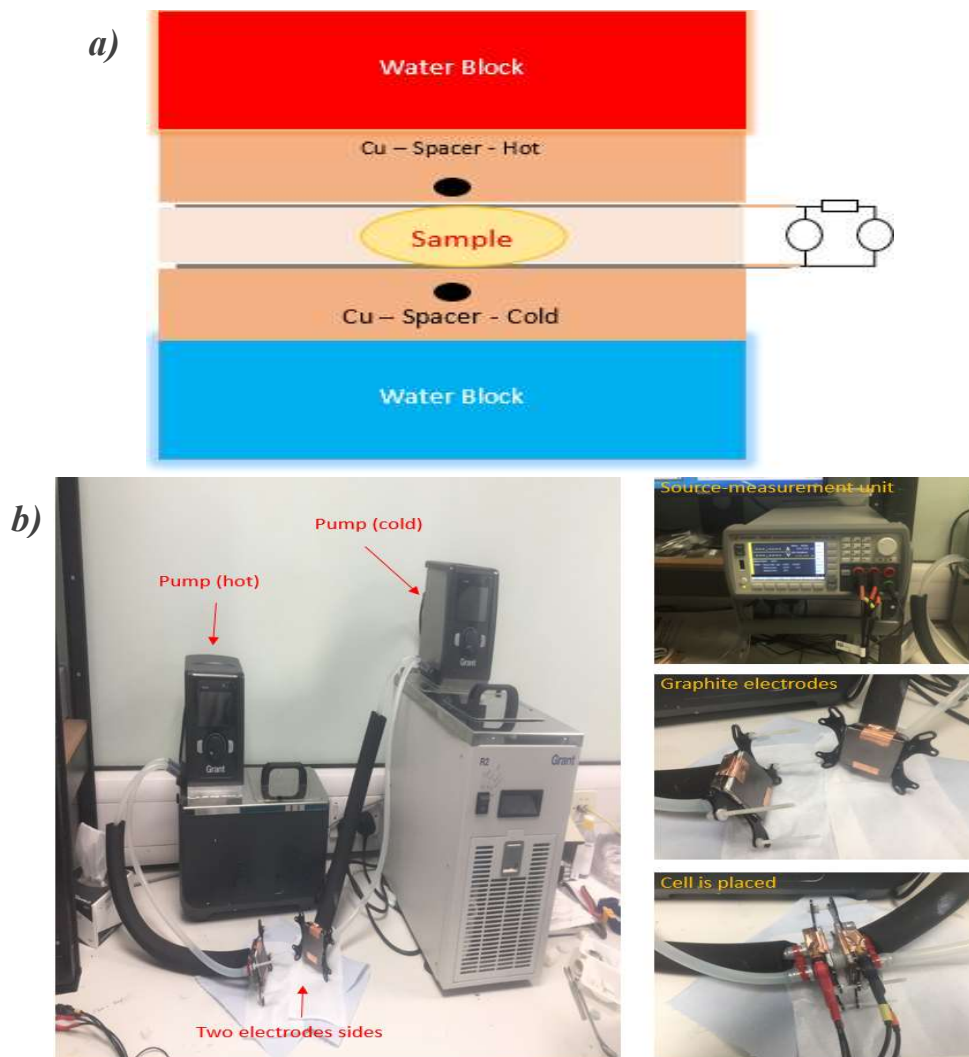 a)
Water Block
Cu – Spacer - Hot
Sample
Cu – Spacer - Cold
Water Block
b)
Pump (cold)
Pump (hot)
Grant
Grant
R2
Grant
Two electrodes sides
Source-measurement unit
Graphite electrodes
Cell is placed